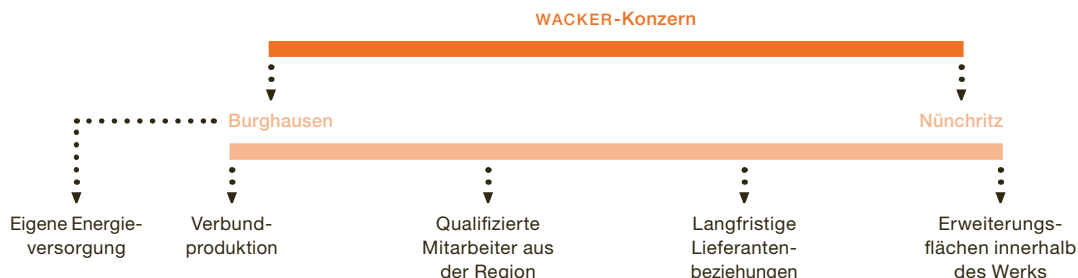 WACKER-Konzern
Burghausen
Nünchritz
Eigene Energie-
versorgung
Verbund-
produktion
Qualifizierte
Mitarbeiter aus
der Region
Langfristige
Lieferanten-
beziehungen
Erweiterungs-
flächen innerhalb
des Werks